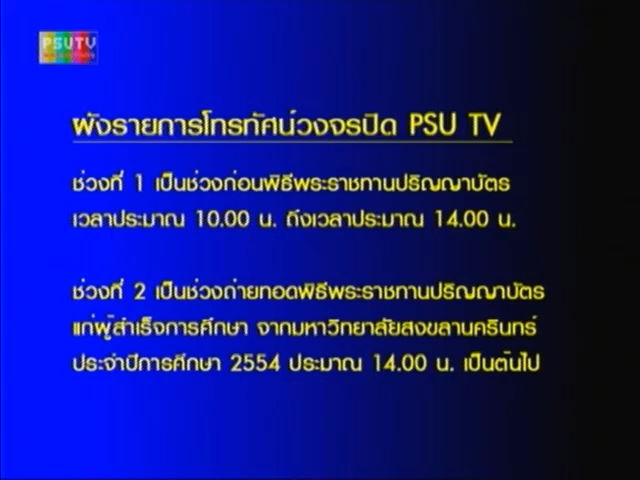 PSUTV
ผังรายการโทรทัศน์วงจรปิด PSU TV
ช่วงที่ 1 เป็นช่วงก่อนพิธีพระราชทานปริญญาบัตร
เวลาประมาณ 10.00 น. ถึงเวลาประมาณ 14.00 น.
ช่วงที่ 2 เป็นช่วงถ่ายทอดพิธีพระราชทานปริญญาบัตร
แก่ผู้สำเร็จการศึกษา จากมหาวิทยาลัยสงขลานครินทร์
ประจำปีการศึกษา 2554 ประมาณ 14.00 น. เป็นต้นไป